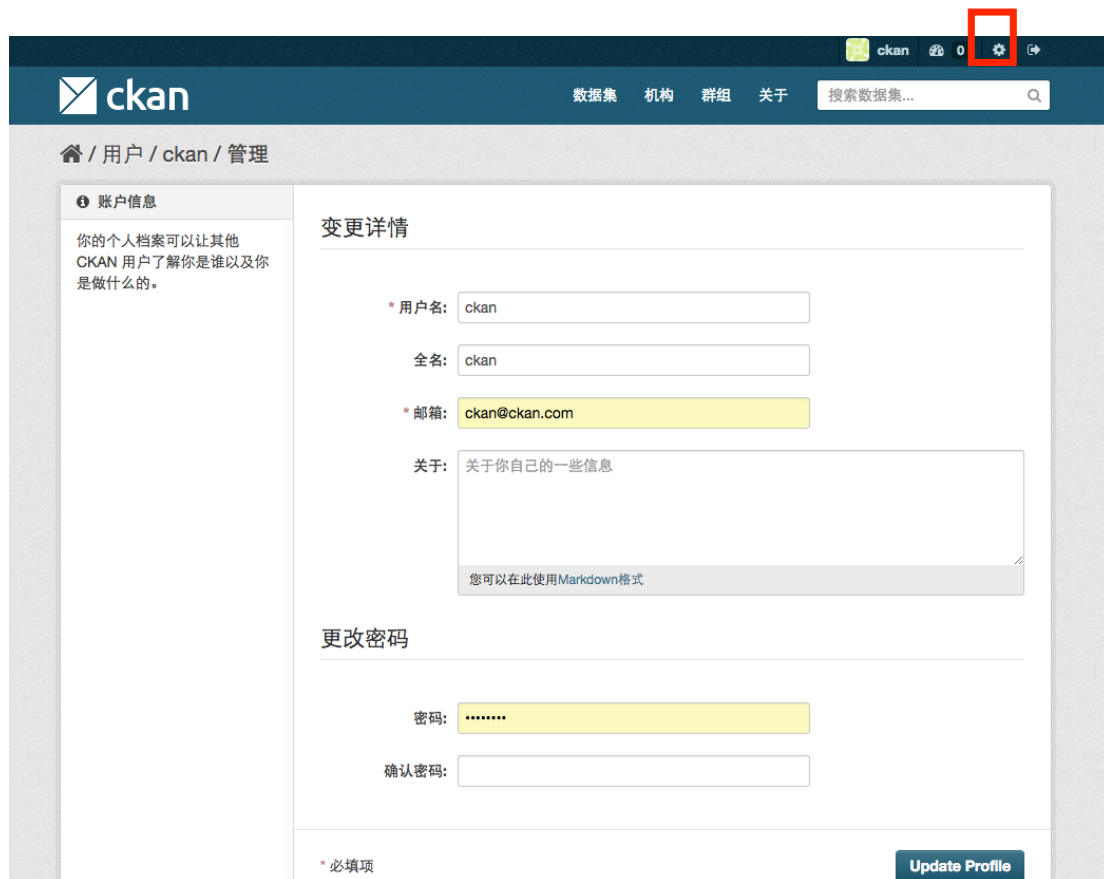 ckan 0
ckan
数据集 机构 群组 关于 搜索数据集...
/ 用户 / ckan / 管理
账户信息
你的个人档案可以让其他
CKAN 用户了解你是谁以及你
是做什么的。
变更详情
* 用户名: ckan
全名: ckan
* 邮箱: ckan@ckan.com
关于: 关于你自己的一些信息
您可以在此使用Markdown格式
更改密码
密码: ••••••••
确认密码:
* 必填项
Update Profile